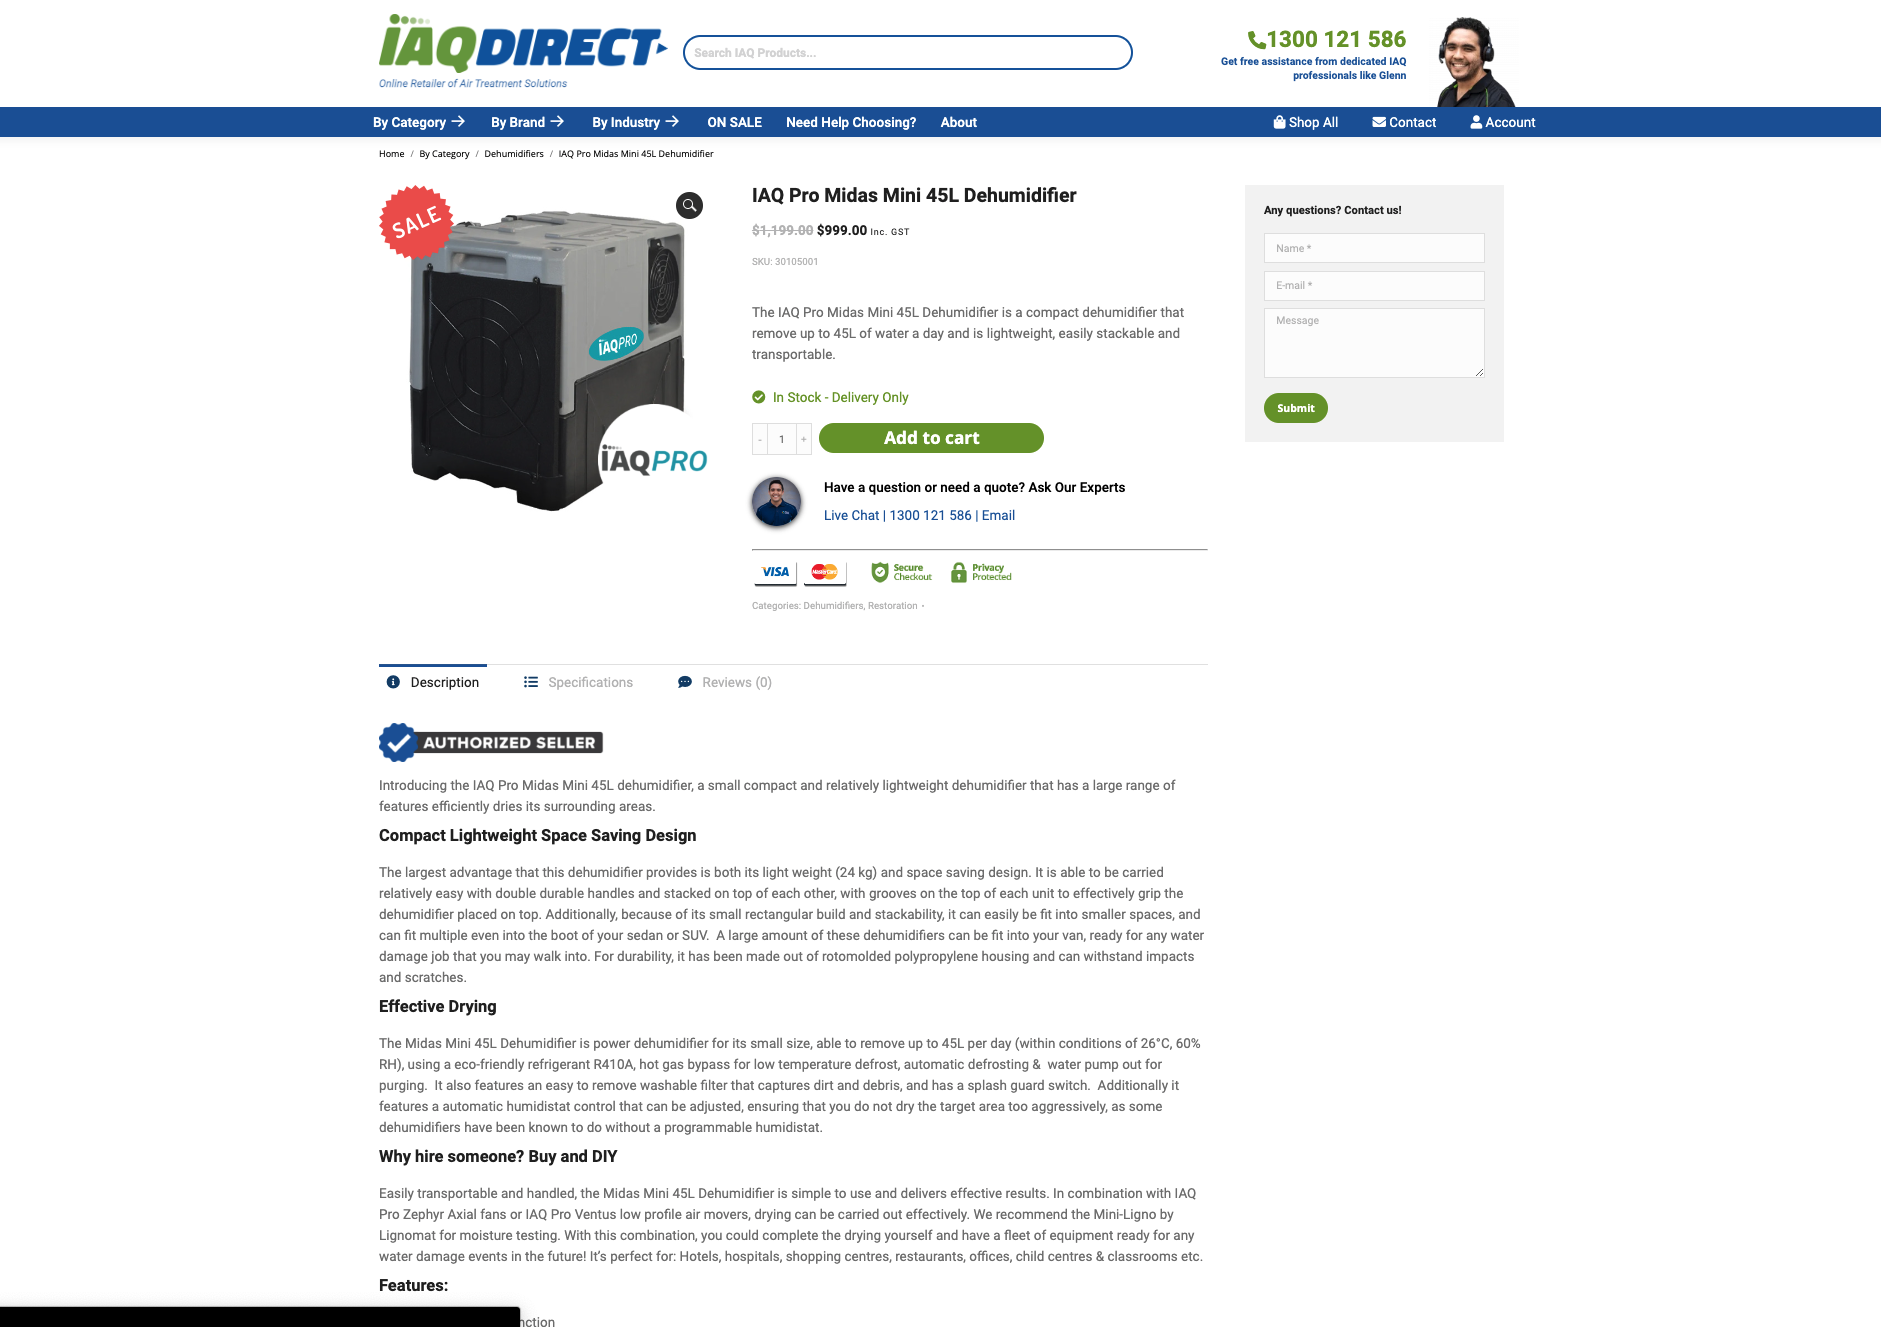 IAQDIRECT
Online Retailer of Air Treatment Solutions
Search IAQ Products...
1300 121 586
Get free assistance from dedicated IAQ
professionals like Glenn
By Category
By Brand
By Industry
ON SALE
Need Help Choosing?
About
Shop All
Contact
Account
Home / By Category / Dehumidifiers / IAQ Pro Midas Mini 45L Dehumidifier
SALE
IAQPRO
IAQPRO
IAQ Pro Midas Mini 45L Dehumidifier
$1,199.00 $999.00 Inc. GST
SKU: 30105001
The IAQ Pro Midas Mini 45L Dehumidifier is a compact dehumidifier that
remove up to 45L of water a day and is lightweight, easily stackable and
transportable.
In Stock - Delivery Only
- 1 +
Add to cart
Have a question or need a quote? Ask Our Experts
Live Chat | 1300 121 586 | Email
VISA
MasterCard
Secure
Checkout
Privacy
Protected
Categories: Dehumidifiers, Restoration
Any questions? Contact us!
Name *
E-mail *
Message
Submit
Description
Specifications
Reviews (0)
AUTHORIZED SELLER
Introducing the IAQ Pro Midas Mini 45L dehumidifier, a small compact and relatively lightweight dehumidifier that has a large range of
features efficiently dries its surrounding areas.
Compact Lightweight Space Saving Design
The largest advantage that this dehumidifier provides is both its light weight (24 kg) and space saving design. It is able to be carried
relatively easy with double durable handles and stacked on top of each other, with grooves on the top of each unit to effectively grip the
dehumidifier placed on top. Additionally, because of its small rectangular build and stackability, it can easily be fit into smaller spaces, and
can fit multiple even into the boot of your sedan or SUV. A large amount of these dehumidifiers can be fit into your van, ready for any water
damage job that you may walk into. For durability, it has been made out of rotomolded polypropylene housing and can withstand impacts
and scratches.
Effective Drying
The Midas Mini 45L Dehumidifier is power dehumidifier for its small size, able to remove up to 45L per day (within conditions of 26°C, 60%
RH), using a eco-friendly refrigerant R410A, hot gas bypass for low temperature defrost, automatic defrosting & water pump out for
purging. It also features an easy to remove washable filter that captures dirt and debris, and has a splash guard switch. Additionally it
features a automatic humidistat control that can be adjusted, ensuring that you do not dry the target area too aggressively, as some
dehumidifiers have been known to do without a programmable humidistat.
Why hire someone? Buy and DIY
Easily transportable and handled, the Midas Mini 45L Dehumidifier is simple to use and delivers effective results. In combination with IAQ
Pro Zephyr Axial fans or IAQ Pro Ventus low profile air movers, drying can be carried out effectively. We recommend the Mini-Ligno by
Lignomat for moisture testing. With this combination, you could complete the drying yourself and have a fleet of equipment ready for any
water damage events in the future! It's perfect for: Hotels, hospitals, shopping centres, restaurants, offices, child centres & classrooms etc.
Features:
nction